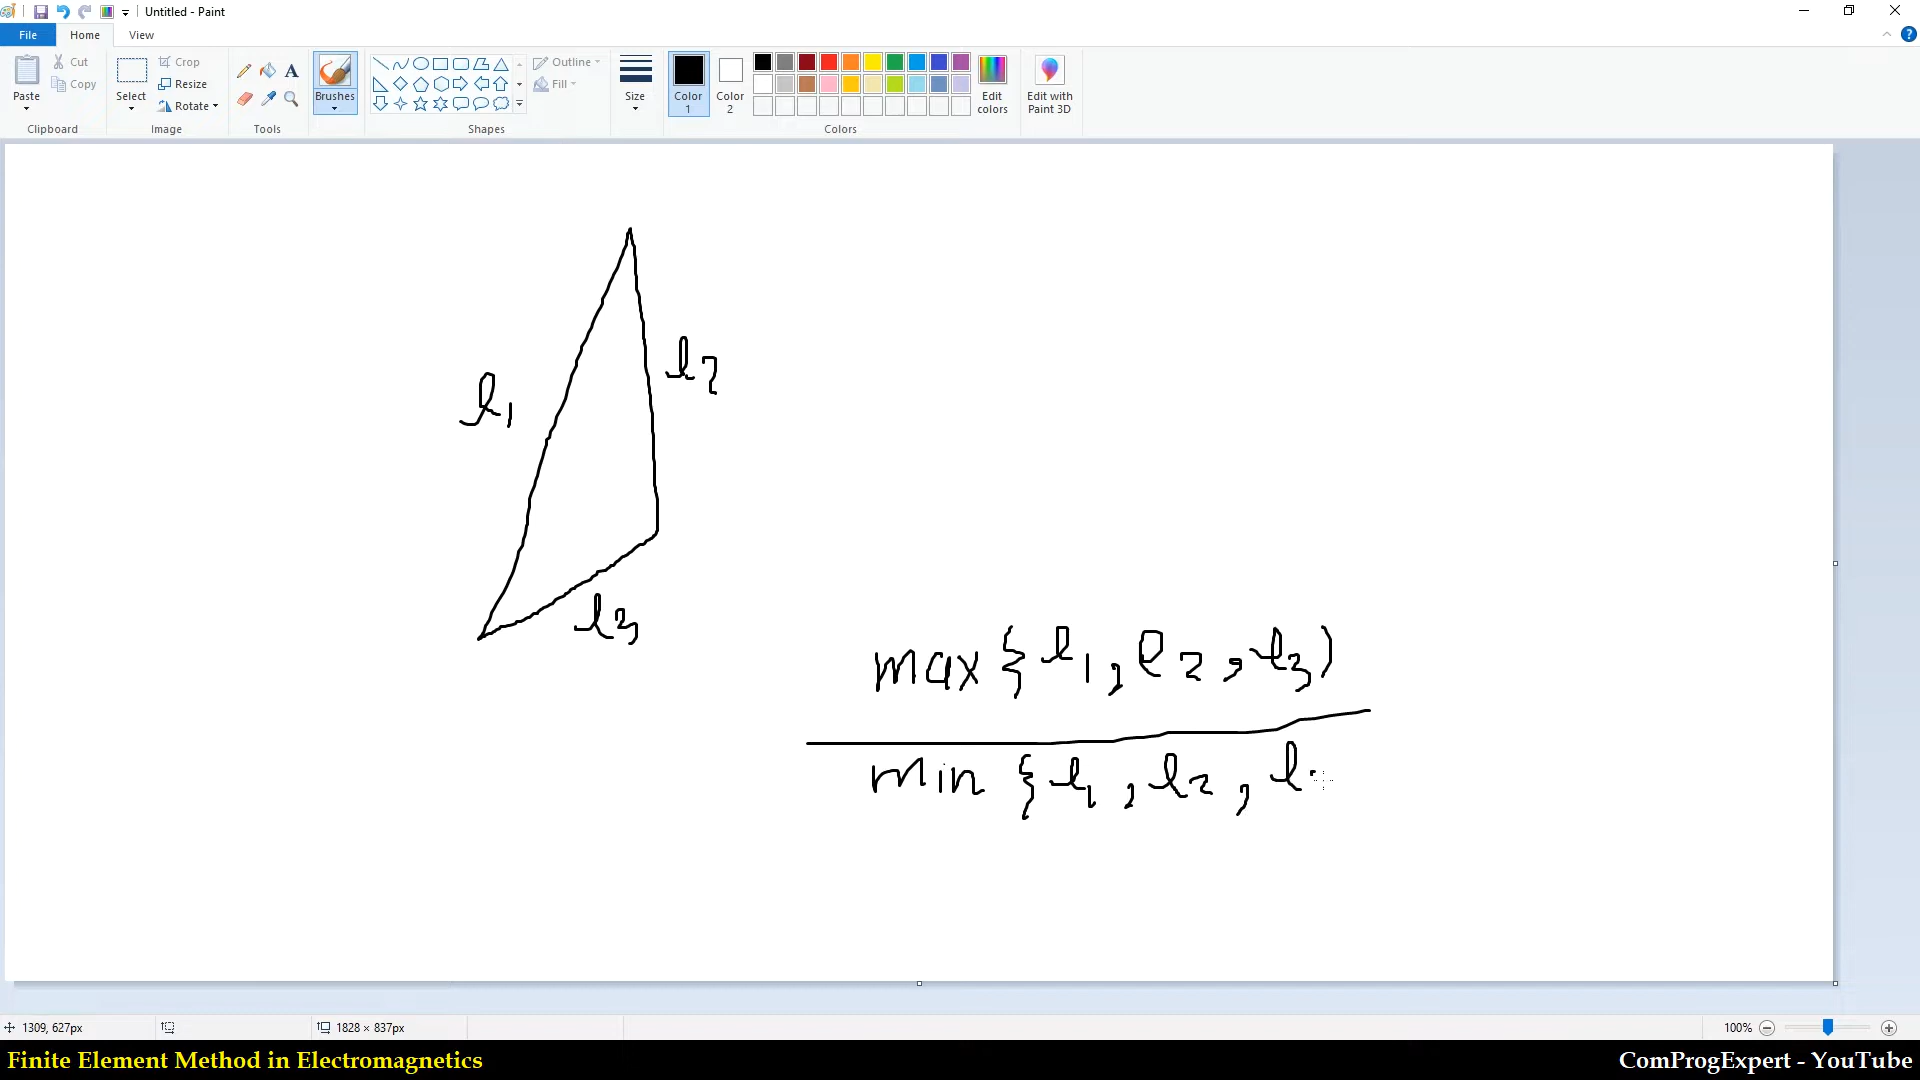 Untitled - Paint
File Home View
Paste Cut Copy Clipboard
Select Crop Resize Rotate Image
Tools
Brushes
Shapes
Outline Fill
Size
Color 1 Color 2 Colors
Edit colors
Edit with Paint 3D
l1
l2
l3
max { l1 , l2 , l3 )
min { l1 , l2 , l
1309, 627px 1828 × 837px 100%
Finite Element Method in Electromagnetics ComProgExpert - YouTube